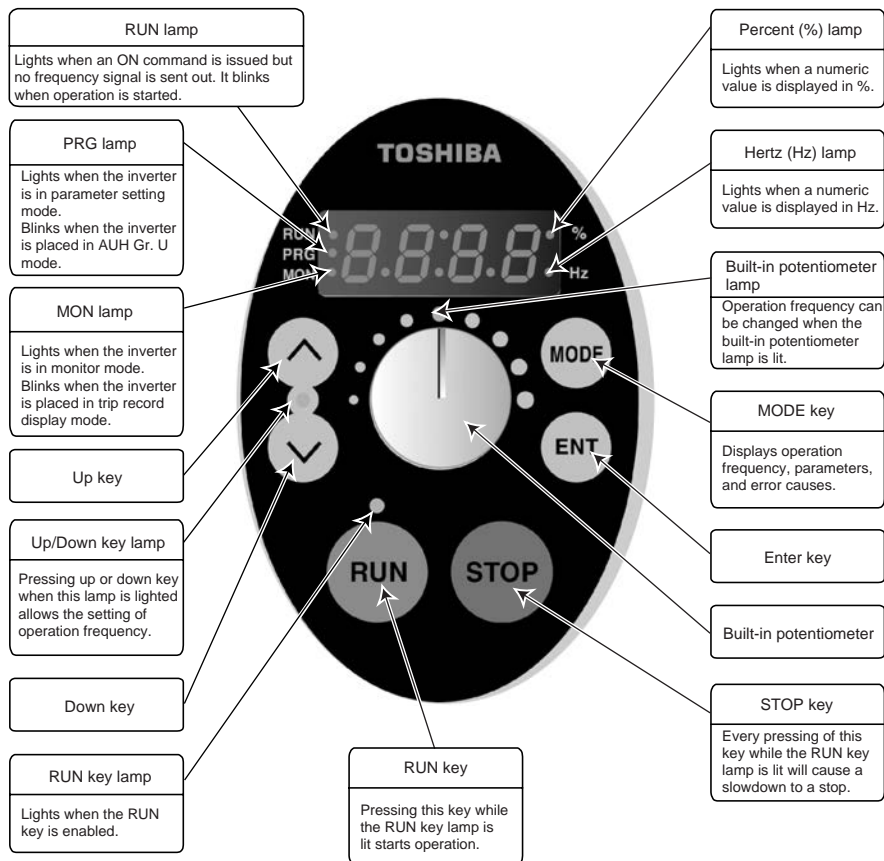 RUN lamp
Lights when an ON command is issued but
no frequency signal is sent out. It blinks
when operation is started.
PRG lamp
Lights when the inverter
is in parameter setting
mode.
Blinks when the inverter
is placed in AUH Gr. U
mode.
MON lamp
Lights when the inverter
is in monitor mode.
Blinks when the inverter
is placed in trip record
display mode.
Up key
Up/Down key lamp
Pressing up or down key
when this lamp is lighted
allows the setting of
operation frequency.
Down key
RUN key lamp
Lights when the RUN
key is enabled.
TOSHIBA
RUN
PRG
MON
8.8.8.8
%
Hz
MODE
ENT
RUN
STOP
RUN key
Pressing this key while
the RUN key lamp is
lit starts operation.
Percent (%) lamp
Lights when a numeric
value is displayed in %.
Hertz (Hz) lamp
Lights when a numeric
value is displayed in Hz.
Built-in potentiometer
lamp
Operation frequency can
be changed when the
built-in potentiometer
lamp is lit.
MODE key
Displays operation
frequency, parameters,
and error causes.
Enter key
Built-in potentiometer
STOP key
Every pressing of this
key while the RUN key
lamp is lit will cause a
slowdown to a stop.